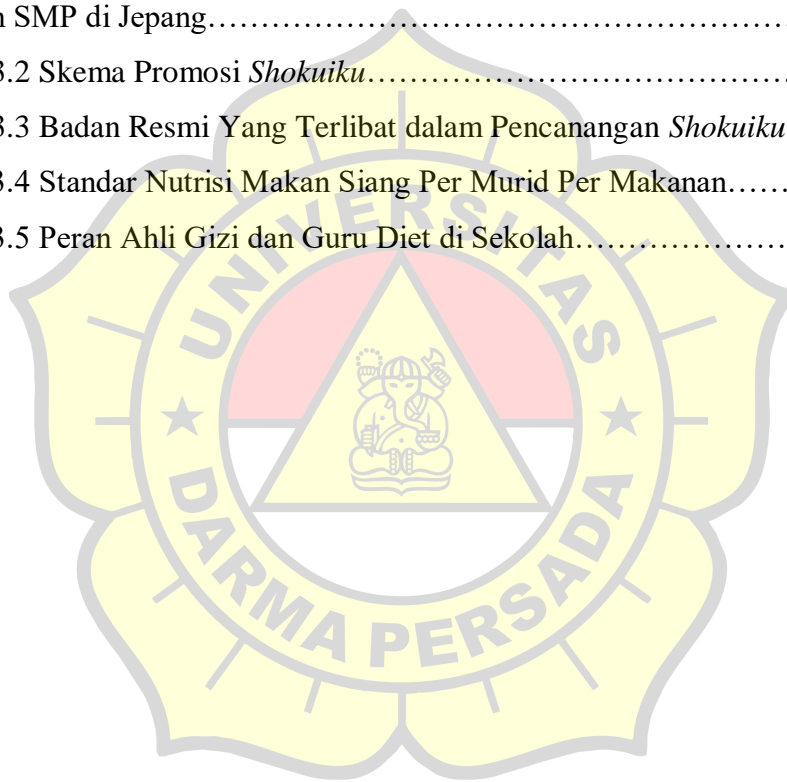 n SMP di Jepang……………………………………………………
3.2 Skema Promosi Shokuiku………………………………………
3.3 Badan Resmi Yang Terlibat dalam Pencanangan Shokuiku
3.4 Standar Nutrisi Makan Siang Per Murid Per Makanan…….
3.5 Peran Ahli Gizi dan Guru Diet di Sekolah……………………
UNIVERSITAS
DARMA PERSADA